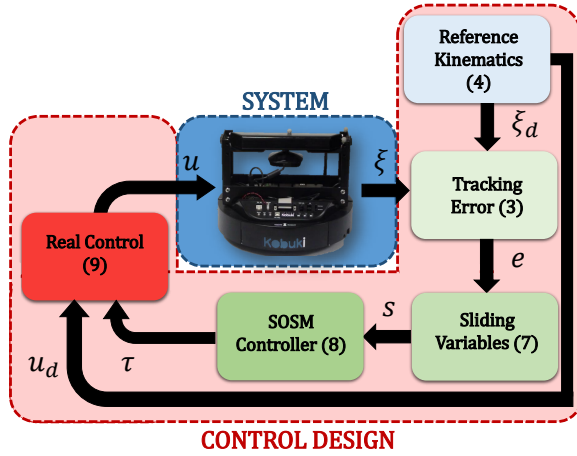 Reference
Kinematics
(4)
SYSTEM
ξ_d
u
ξ
Kobuki
Tracking
Error (3)
Real Control
(9)
e
s
SOSM
Controller (8)
Sliding
Variables (7)
u_d
τ
CONTROL DESIGN